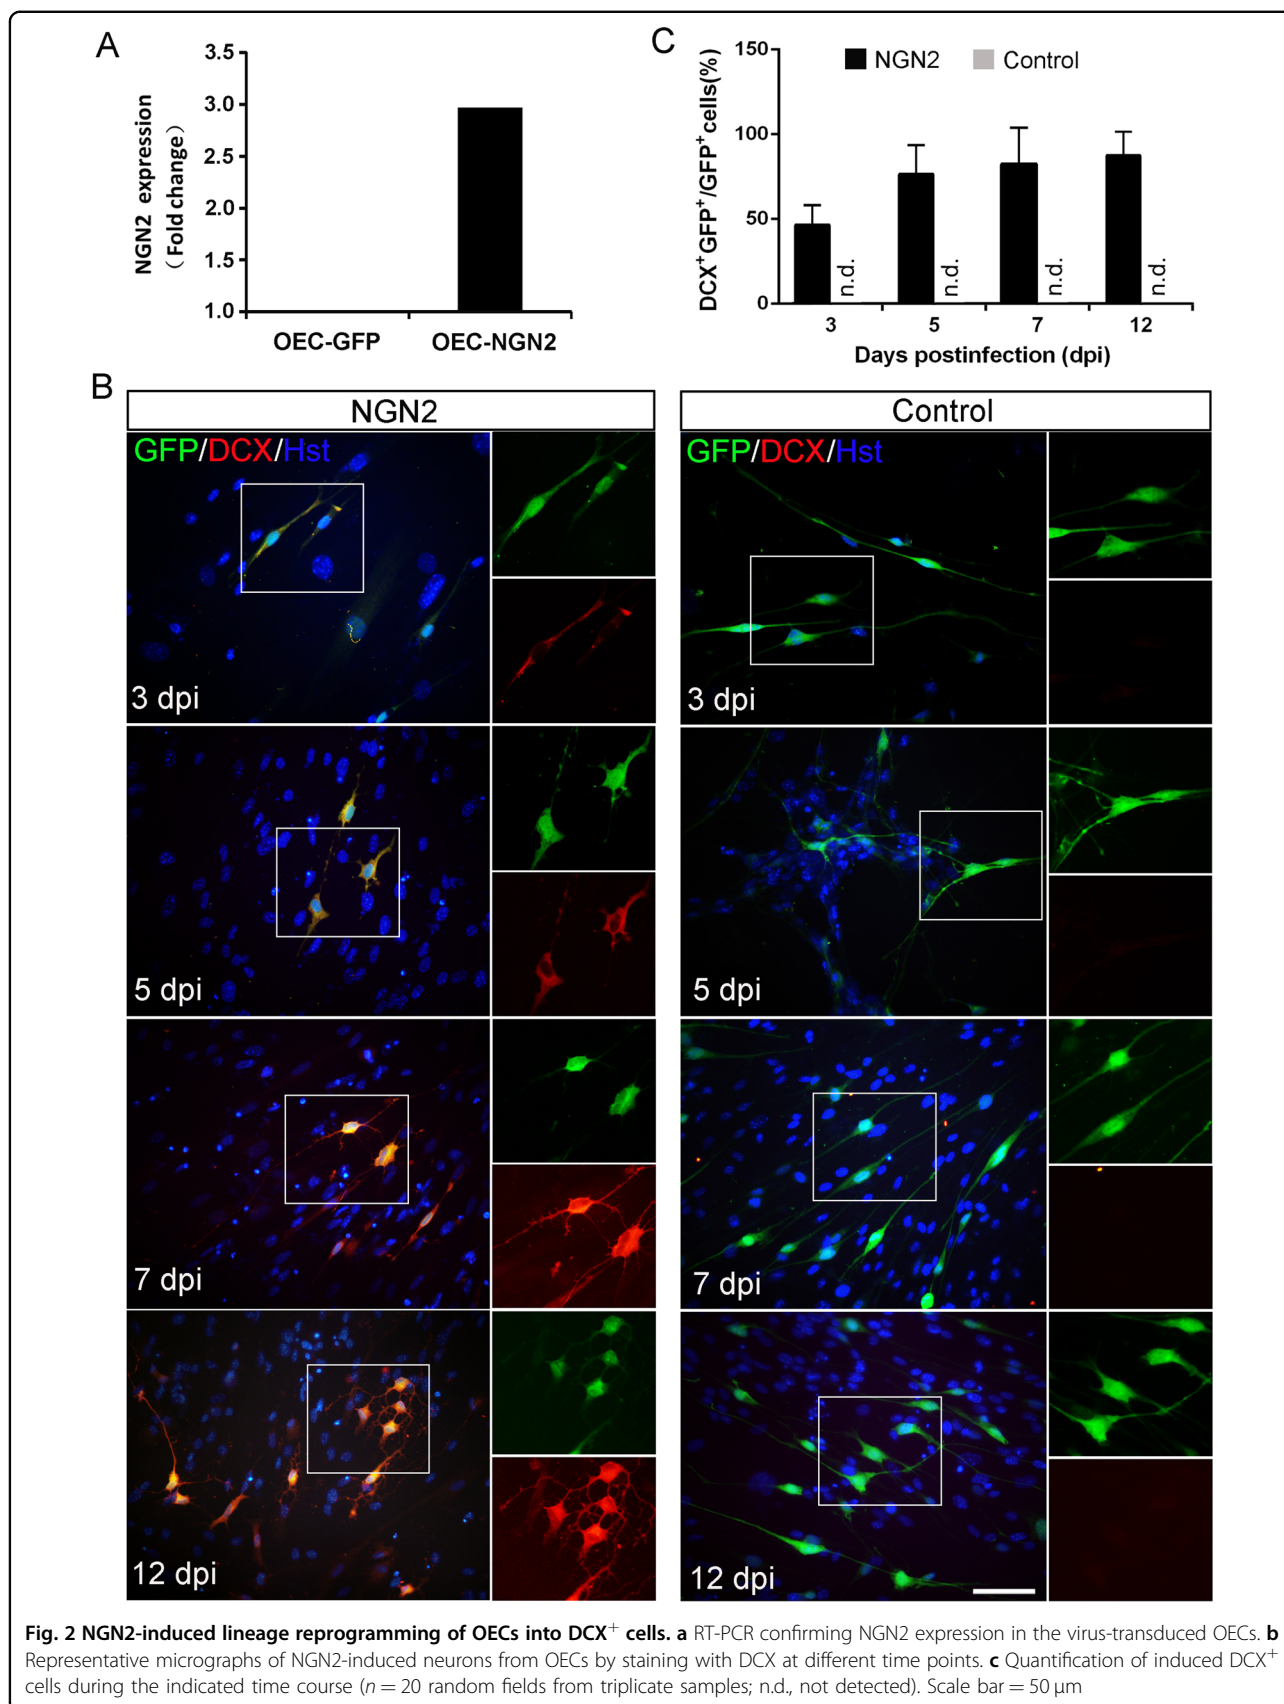 A
3.5
3.0
2.5
2.0
1.5
1.0
NGN2 expression
(Fold change)
OEC-GFP
OEC-NGN2
C
150
100
50
0
DCX+GFP+/GFP+cells(%)
NGN2
Control
n.d.
n.d.
n.d.
n.d.
3
5
7
12
Days postinfection (dpi)
B
NGN2
Control
GFP/DCX/Hst
GFP/DCX/Hst
3 dpi
3 dpi
5 dpi
5 dpi
7 dpi
7 dpi
12 dpi
12 dpi
Fig. 2 NGN2-induced lineage reprogramming of OECs into DCX+ cells. a RT-PCR confirming NGN2 expression in the virus-transduced OECs. b
Representative micrographs of NGN2-induced neurons from OECs by staining with DCX at different time points. c Quantification of induced DCX+
cells during the indicated time course (n = 20 random fields from triplicate samples; n.d., not detected). Scale bar = 50 μm